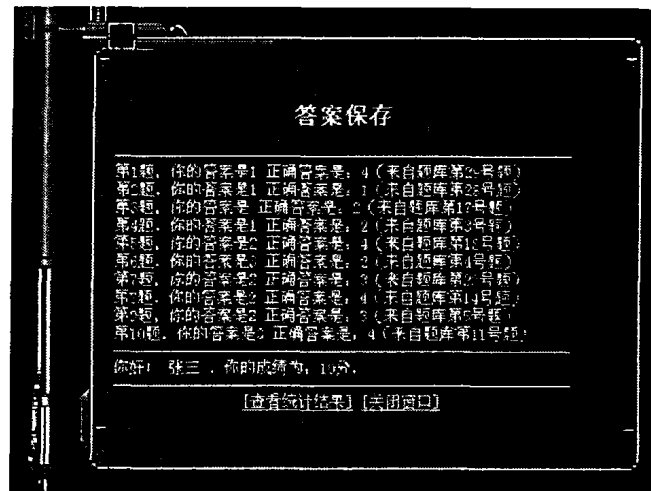 答案保存
第1题，你的答案是1 正确答案是：4（来自题库第29号题）
第2题，你的答案是1 正确答案是：1（来自题库第28号题）
第3题，你的答案是 正确答案是：2（来自题库第17号题）
第4题，你的答案是1 正确答案是：2（来自题库第3号题）
第5题，你的答案是2 正确答案是：4（来自题库第18号题）
第6题，你的答案是3 正确答案是：2（来自题库第4号题）
第7题，你的答案是2 正确答案是：3（来自题库第 号题）
第8题，你的答案是2 正确答案是：4（来自题库第14号题）
第9题，你的答案是2 正确答案是：3（来自题库第 号题）
第10题，你的答案是3 正确答案是：4（来自题库第11号题）
你好！ 张三 ，你的成绩为：10分。
[查看统计结果] [关闭窗口]